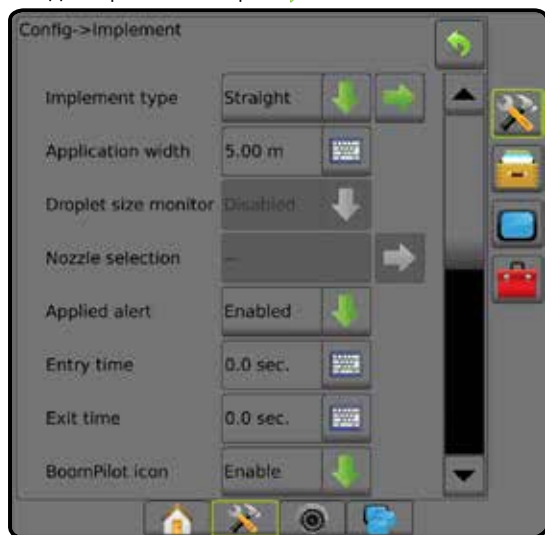 Config->Implement
Implement type Straight
Application width 5.00 m
Droplet size monitor Disabled
Nozzle selection ---
Applied alert Enabled
Entry time 0.0 sec.
Exit time 0.0 sec.
BoomPilot icon Enable